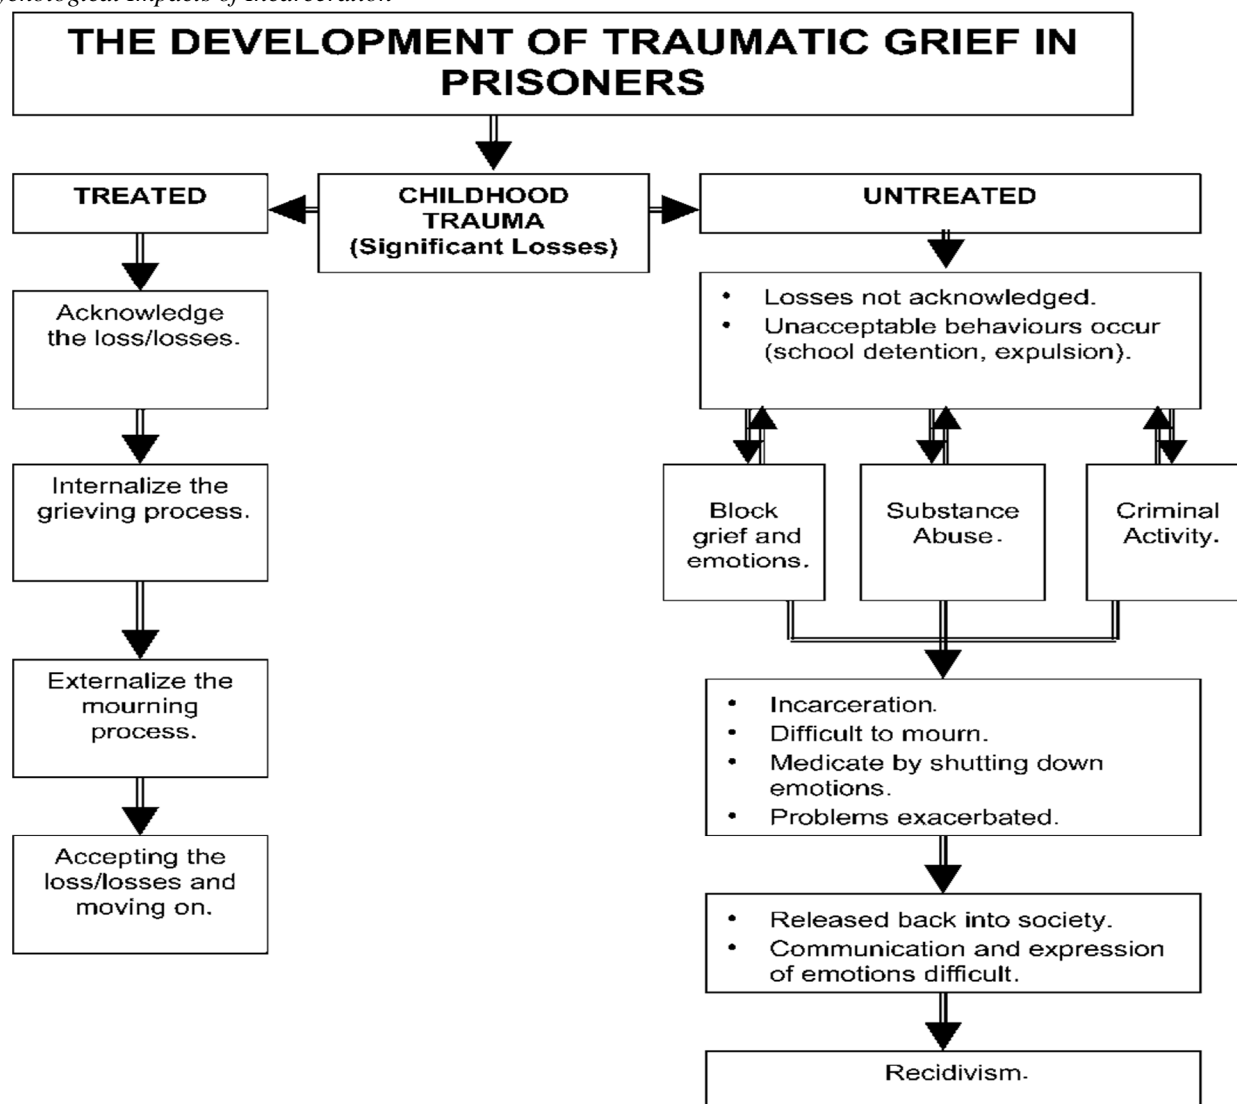 Impacts of Incarceration
THE DEVELOPMENT OF TRAUMATIC GRIEF IN
PRISONERS
TREATED
CHILDHOOD
TRAUMA
(Significant Losses)
UNTREATED
Acknowledge
the loss/losses.
Internalize the
grieving process.
Externalize the
mourning
process.
Accepting the
loss/losses and
moving on.
• Losses not acknowledged.
• Unacceptable behaviours occur
(school detention, expulsion).
Block
grief and
emotions.
Substance
Abuse.
Criminal
Activity.
• Incarceration.
• Difficult to mourn.
• Medicate by shutting down
emotions.
• Problems exacerbated.
• Released back into society.
• Communication and expression
of emotions difficult.
Recidivism.